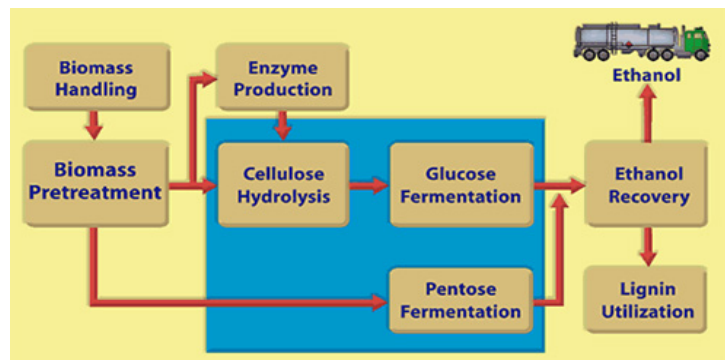 Biomass
Handling
Enzyme
Production
Ethanol
Biomass
Pretreatment
Cellulose
Hydrolysis
Glucose
Fermentation
Ethanol
Recovery
Pentose
Fermentation
Lignin
Utilization